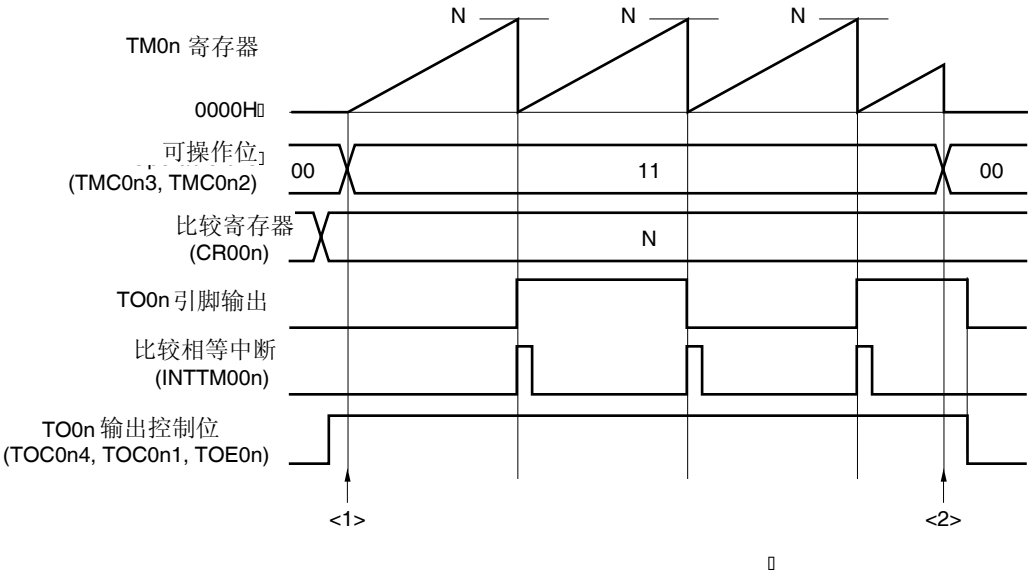 N N N
TM0n 寄存器
0000H
可操作位
(TMC0n3, TMC0n2)
00 11 00
比较寄存器
(CR00n)
N
TO0n 引脚输出
比较相等中断
(INTTM00n)
TO0n 输出控制位
(TOC0n4, TOC0n1, TOE0n)
<1> <2>